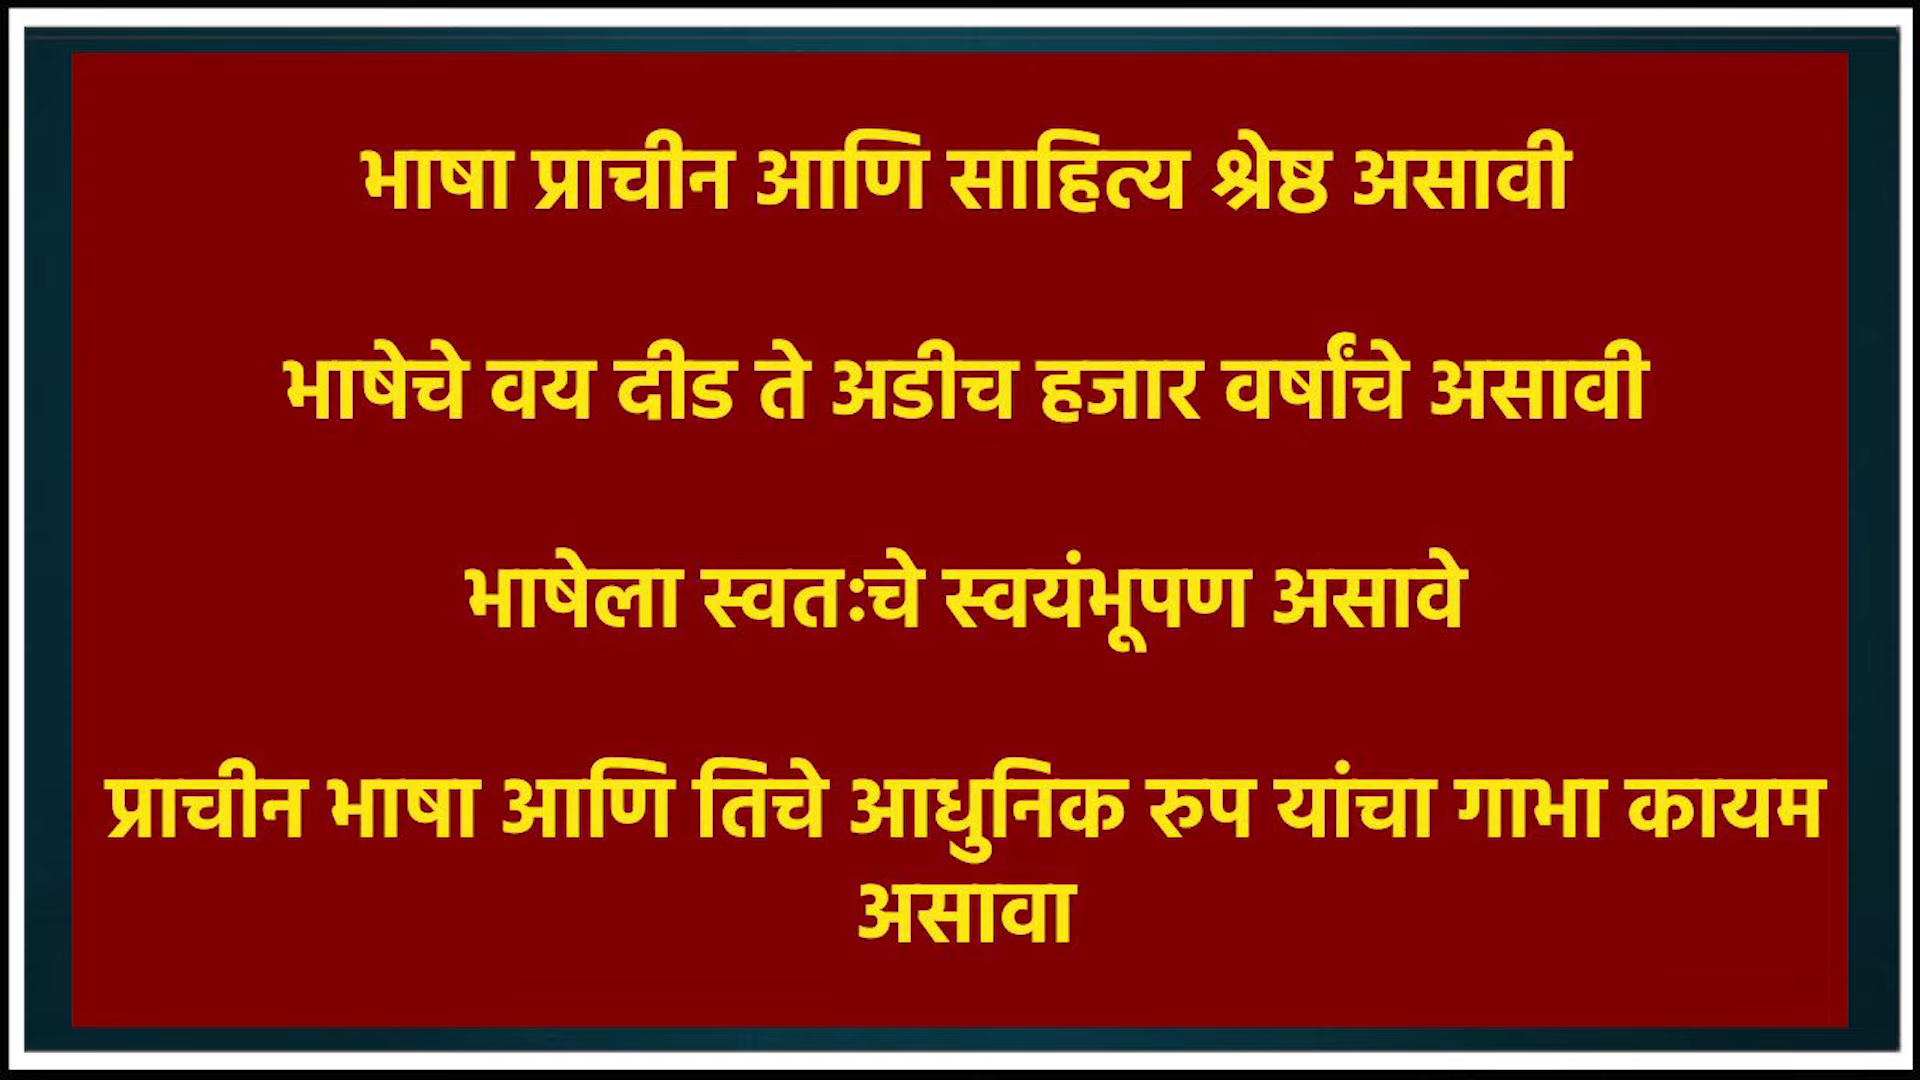 भाषा प्राचीन आणि साहित्य श्रेष्ठ असावी
भाषेचे वय दीड ते अडीच हजार वर्षांचे असावी
भाषेला स्वतःचे स्वयंभूपण असावे
प्राचीन भाषा आणि तिचे आधुनिक रुप यांचा गाभा कायम
असावा